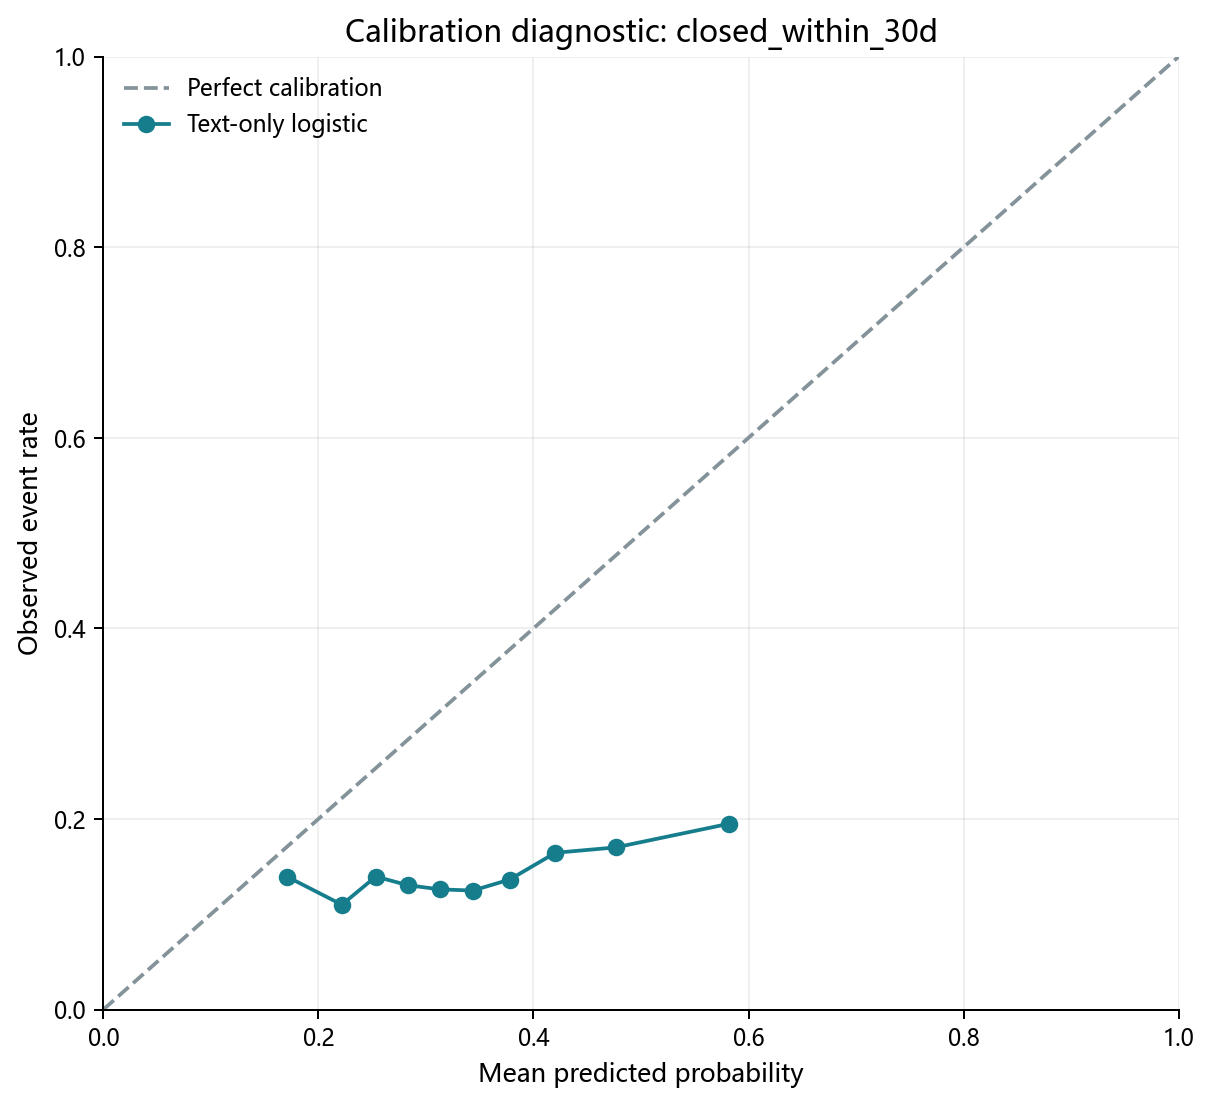 Calibration diagnostic: closed_within_30d
Perfect calibration
Text-only logistic
1.0
0.8
0.6
0.4
0.2
0.0
Observed event rate
0.0 0.2 0.4 0.6 0.8 1.0
Mean predicted probability